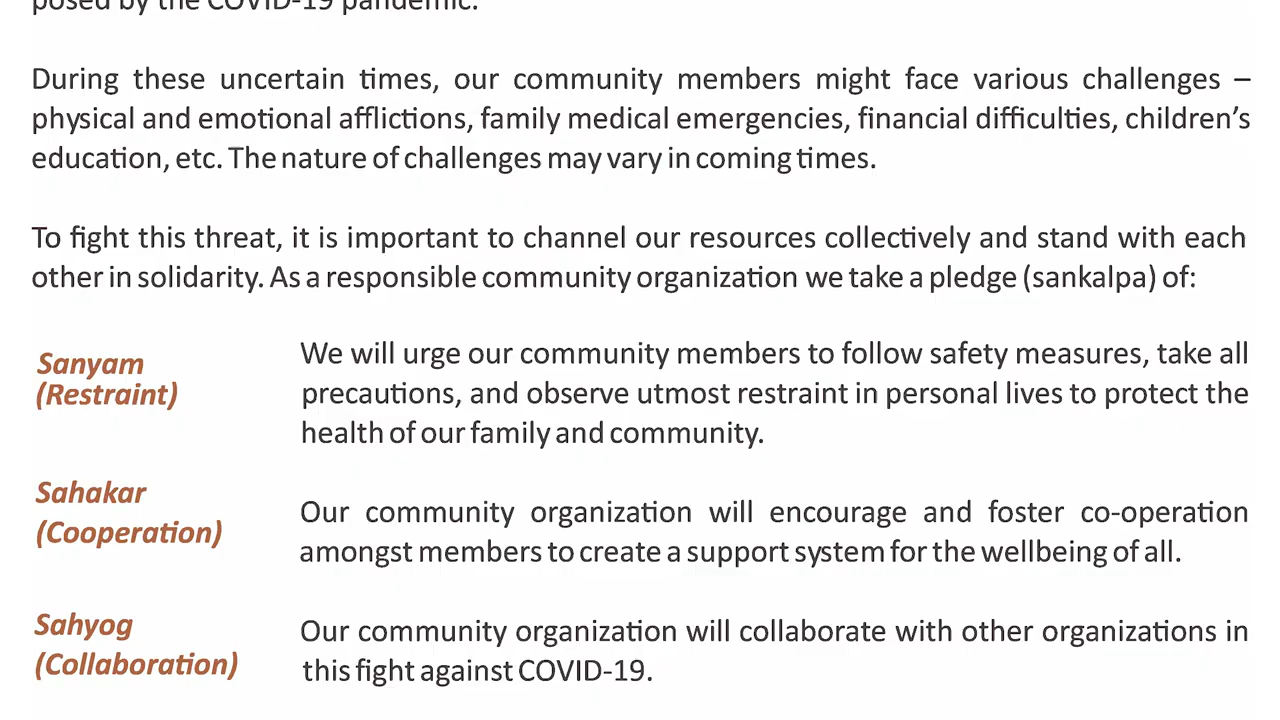 posed by the COVID-19 pandemic.
During these uncertain times, our community members might face various challenges –
physical and emotional afflictions, family medical emergencies, financial difficulties, children’s
education, etc. The nature of challenges may vary in coming times.
To fight this threat, it is important to channel our resources collectively and stand with each
other in solidarity. As a responsible community organization we take a pledge (sankalpa) of:
Sanyam
(Restraint)
We will urge our community members to follow safety measures, take all
precautions, and observe utmost restraint in personal lives to protect the
health of our family and community.
Sahakar
(Cooperation)
Our community organization will encourage and foster co-operation
amongst members to create a support system for the wellbeing of all.
Sahyog
(Collaboration)
Our community organization will collaborate with other organizations in
this fight against COVID-19.